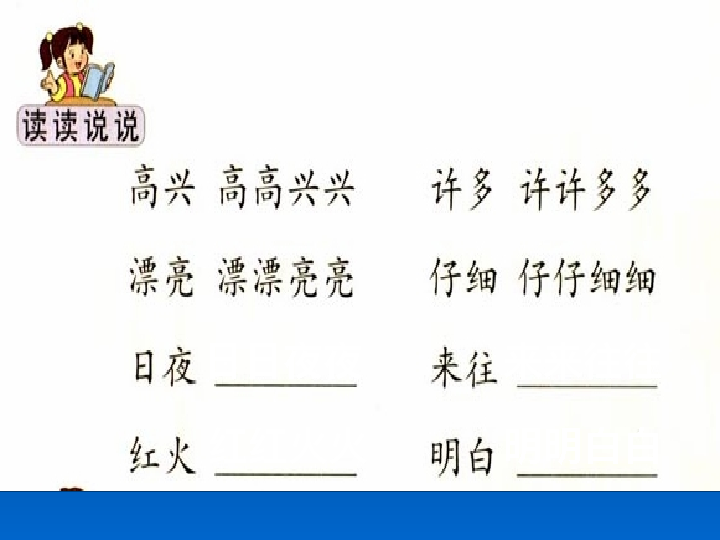 读读说说
高兴 高高兴兴 许多 许许多多
漂亮 漂漂亮亮 仔细 仔仔细细
日夜 ________ 来往 ________
红火 ________ 明白 ________